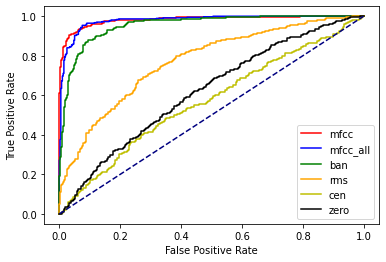 1.0
0.8
0.6
0.4
0.2
0.0
True Positive Rate
mfcc
mfcc_all
ban
rms
cen
zero
0.0 0.2 0.4 0.6 0.8 1.0
False Positive Rate